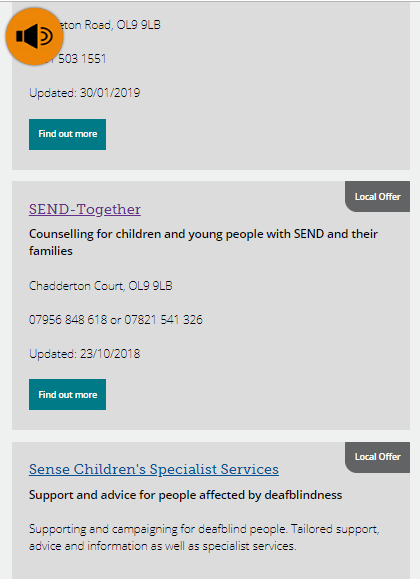 eton Road, OL9 9LB
503 1551
Updated: 30/01/2019
Find out more
Local Offer
SEND-Together
Counselling for children and young people with SEND and their
families
Chadderton Court, OL9 9LB
07956 848 618 or 07821 541 326
Updated: 23/10/2018
Find out more
Local Offer
Sense Children's Specialist Services
Support and advice for people affected by deafblindness
Supporting and campaigning for deafblind people. Tailored support,
advice and information as well as specialist services.